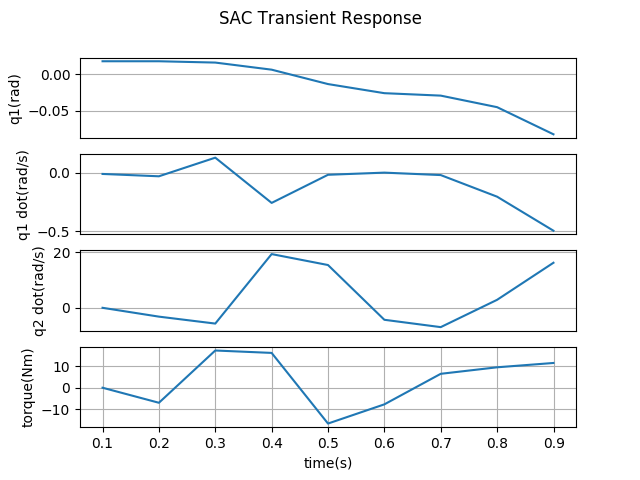 SAC Transient Response
q1(rad)
0.00
−0.05
q1 dot(rad/s)
0.0
−0.5
q2 dot(rad/s)
20
0
torque(Nm)
10
0
−10
0.1 0.2 0.3 0.4 0.5 0.6 0.7 0.8 0.9
time(s)